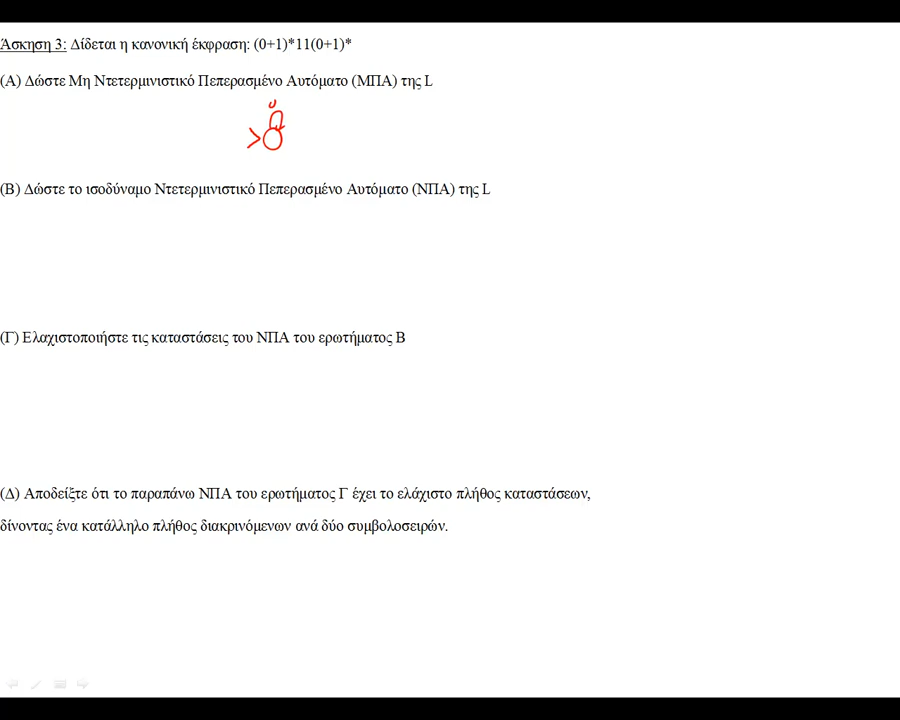 Άσκηση 3: Δίδεται η κανονική έκφραση: (0+1)*11(0+1)*
(Α) Δώστε Μη Ντετερμινιστικό Πεπερασμένο Αυτόματο (ΜΠΑ) της L
(Β) Δώστε το ισοδύναμο Ντετερμινιστικό Πεπερασμένο Αυτόματο (ΝΠΑ) της L
(Γ) Ελαχιστοποιήστε τις καταστάσεις του ΝΠΑ του ερωτήματος Β
(Δ) Αποδείξτε ότι το παραπάνω ΝΠΑ του ερωτήματος Γ έχει το ελάχιστο πλήθος καταστάσεων,
δίνοντας ένα κατάλληλο πλήθος διακρινόμενων ανά δύο συμβολοσειρών.